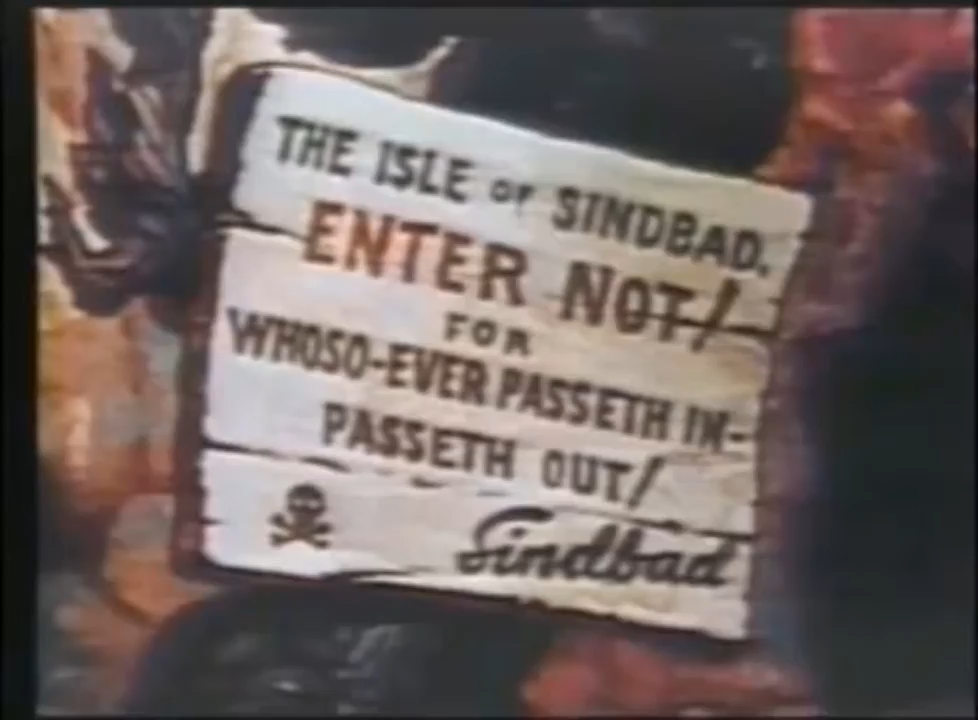 THE ISLE OF SINDBAD.
ENTER NOT!
FOR
WHOSO-EVER PASSETH IN-
PASSETH OUT!
Sindbad